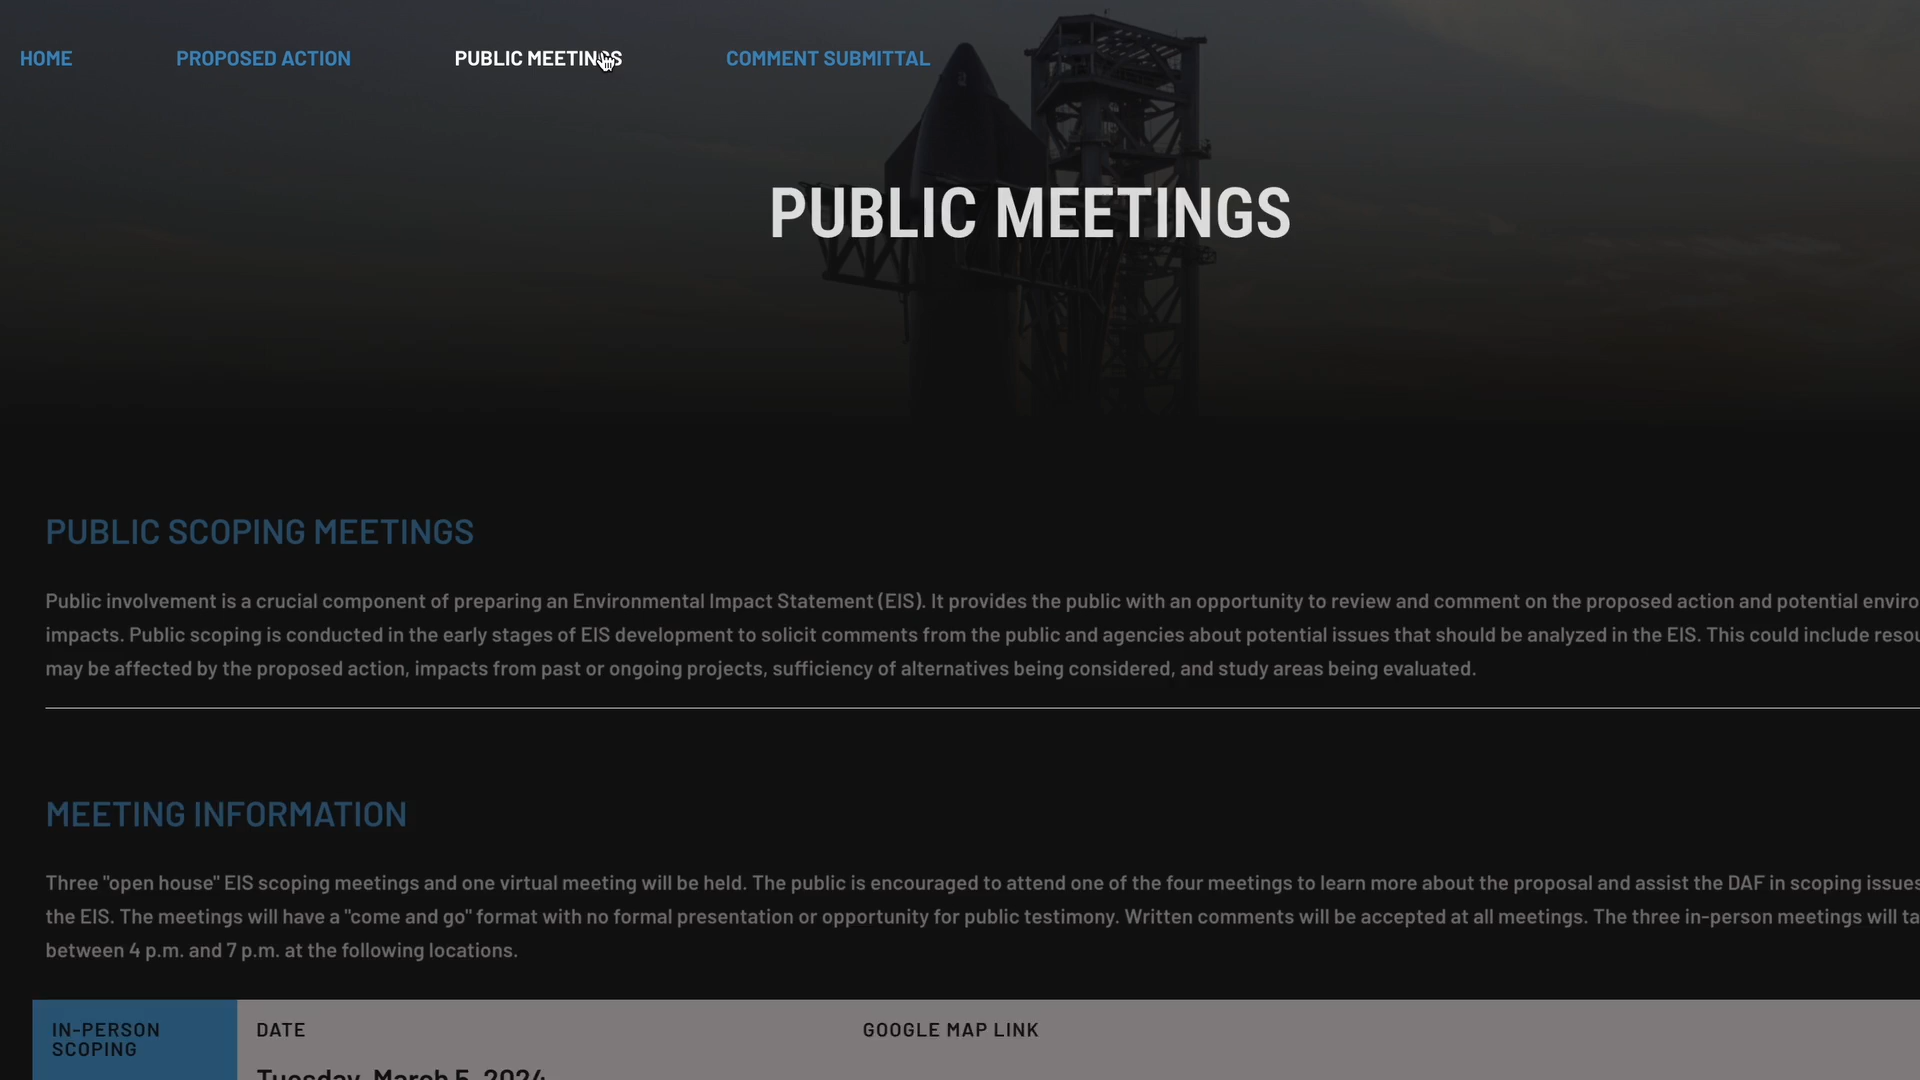 HOME PROPOSED ACTION PUBLIC MEETINGS COMMENT SUBMITTAL
PUBLIC MEETINGS
PUBLIC SCOPING MEETINGS
Public involvement is a crucial component of preparing an Environmental Impact Statement (EIS). It provides the public with an opportunity to review and comment on the proposed action and potential enviro
impacts. Public scoping is conducted in the early stages of EIS development to solicit comments from the public and agencies about potential issues that should be analyzed in the EIS. This could include resou
may be affected by the proposed action, impacts from past or ongoing projects, sufficiency of alternatives being considered, and study areas being evaluated.
MEETING INFORMATION
Three "open house" EIS scoping meetings and one virtual meeting will be held. The public is encouraged to attend one of the four meetings to learn more about the proposal and assist the DAF in scoping issues
the EIS. The meetings will have a "come and go" format with no formal presentation or opportunity for public testimony. Written comments will be accepted at all meetings. The three in-person meetings will ta
between 4 p.m. and 7 p.m. at the following locations.
IN-PERSON
SCOPING
DATE
GOOGLE MAP LINK
Tuesday, March 5, 2024